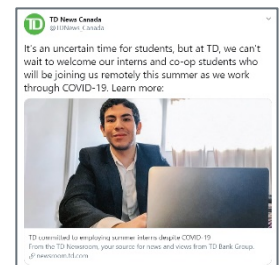 TD
TD News Canada
@TDNews_Canada
It's an uncertain time for students, but at TD, we can't
wait to welcome our interns and co-op students who
will be joining us remotely this summer as we work
through COVID-19. Learn more:
TD committed to employing summer interns despite COVID-19
From the TD Newsroom, your source for news and views from TD Bank Group.
newsroom.td.com